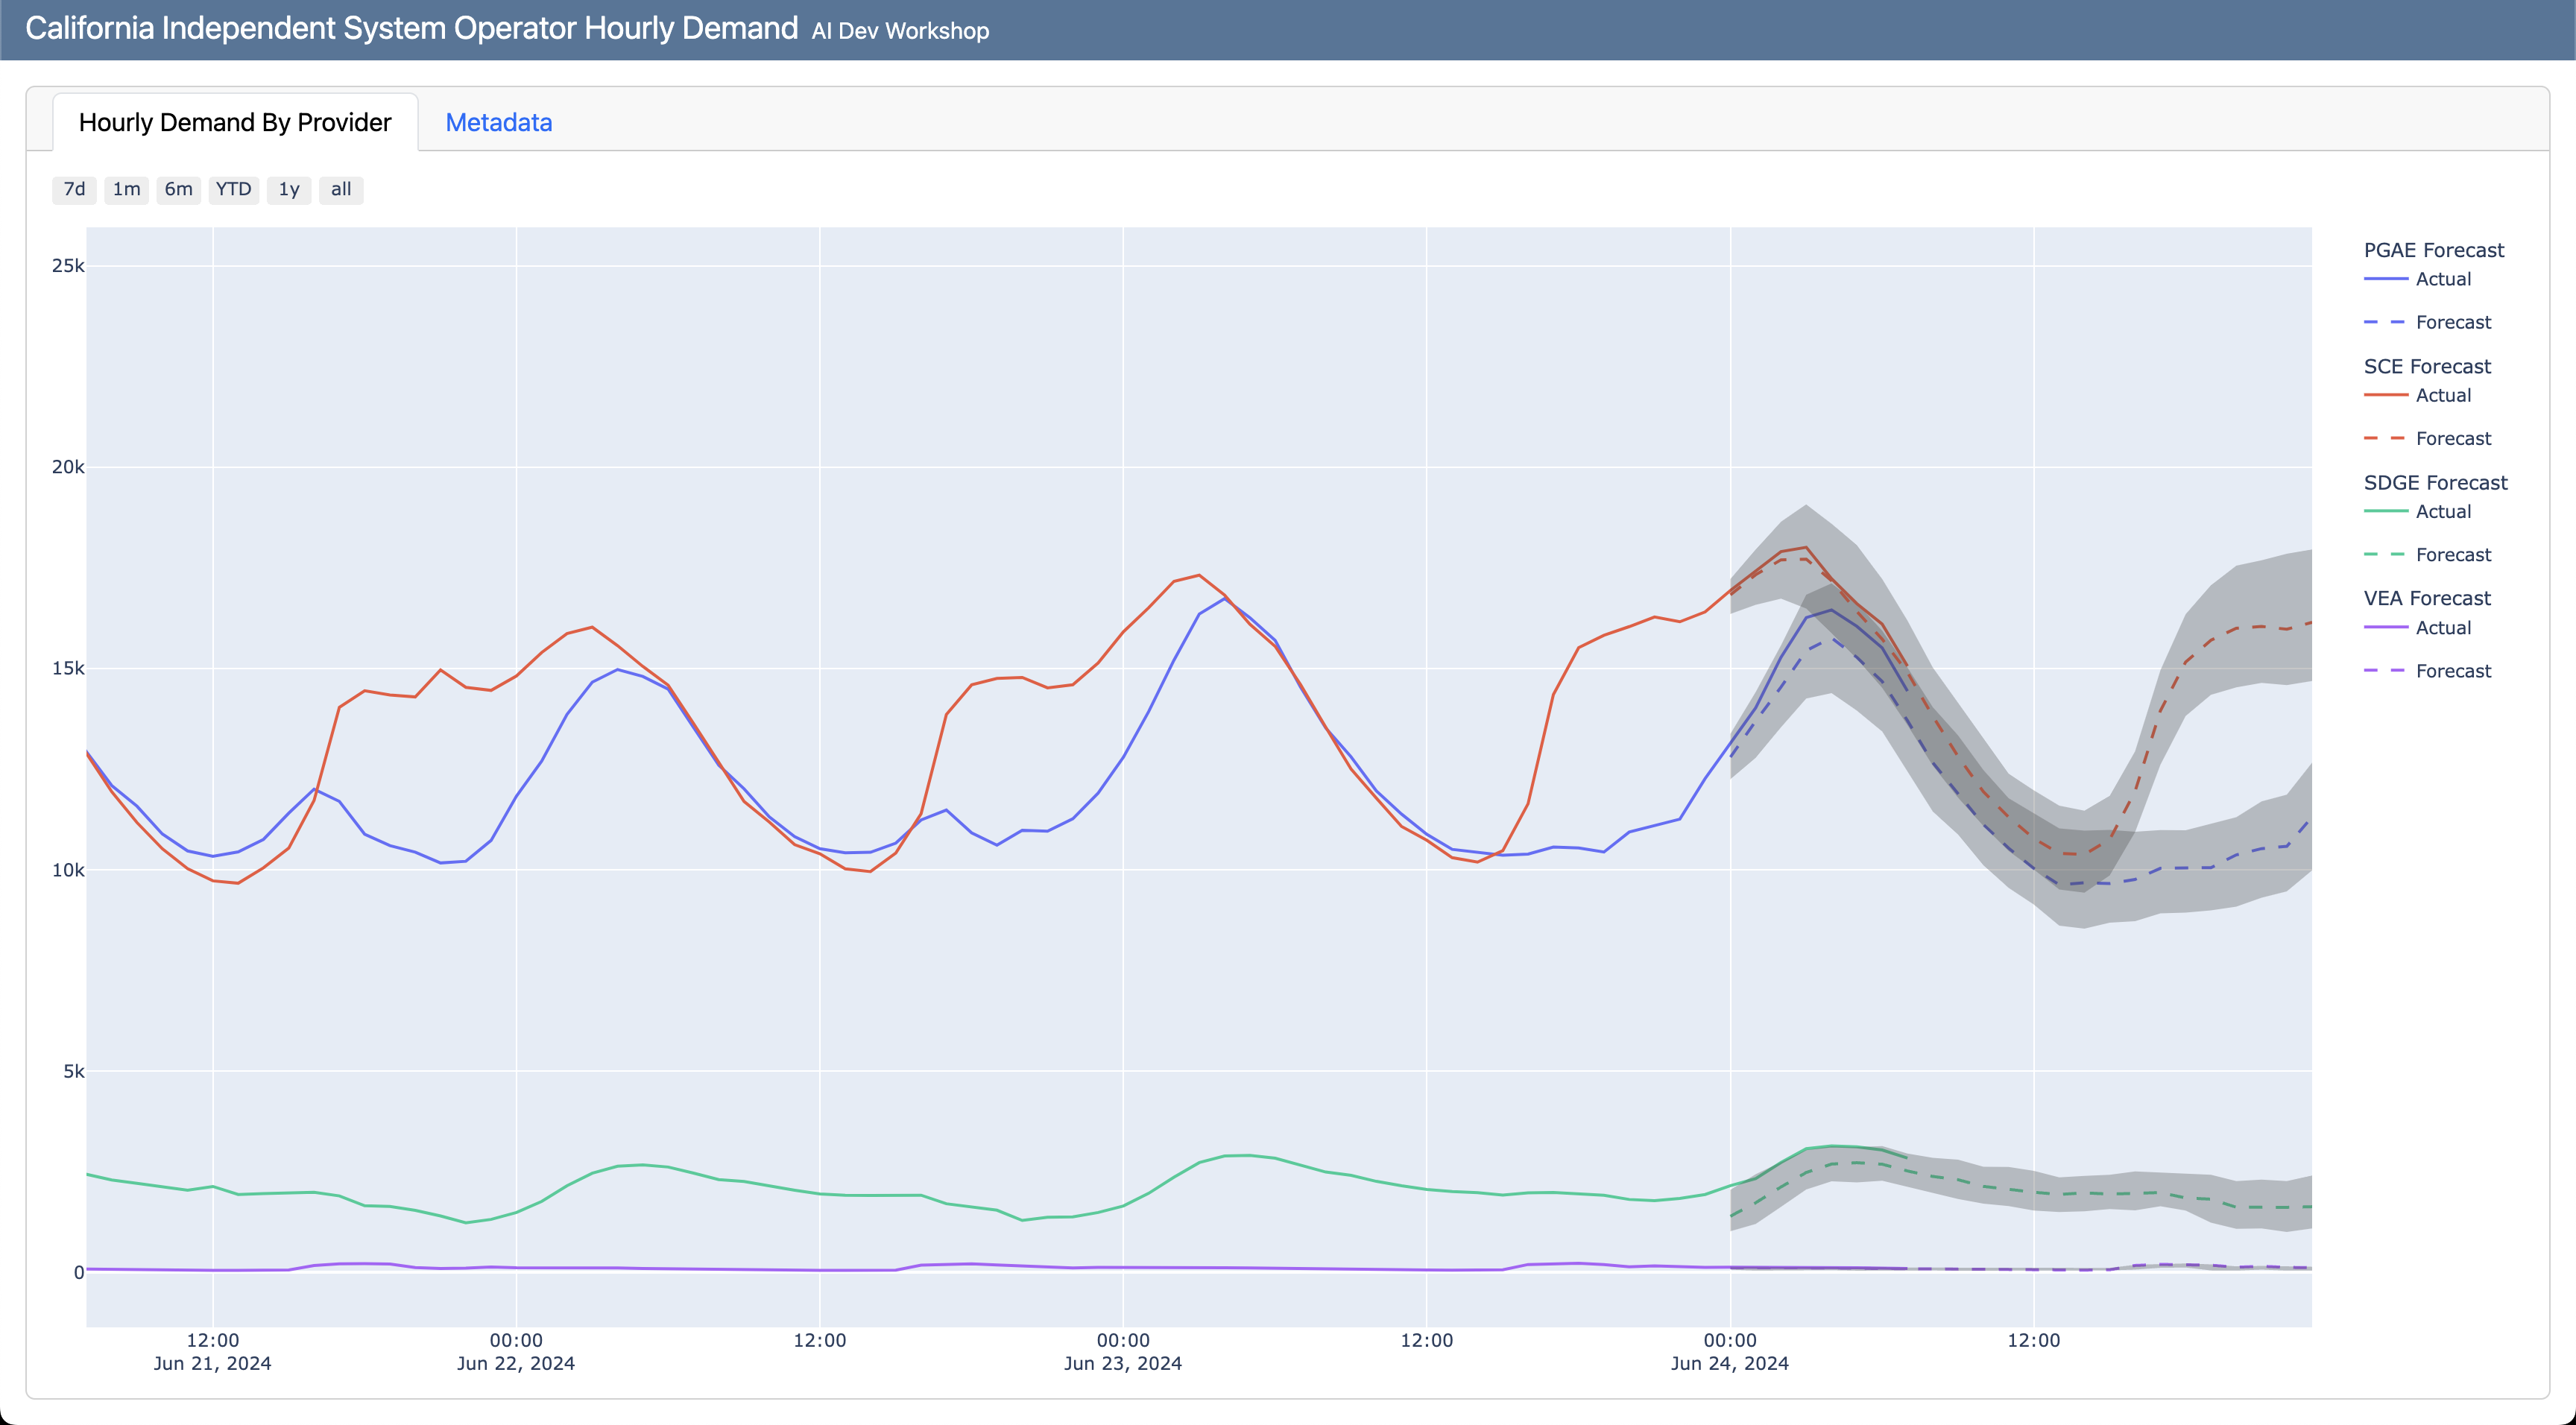 California Independent System Operator Hourly Demand AI Dev Workshop
Hourly Demand By Provider Metadata
7d 1m 6m YTD 1y all
25k
20k
15k
10k
5k
0
12:00 00:00 12:00 00:00 12:00 00:00 12:00
Jun 21, 2024 Jun 22, 2024 Jun 23, 2024 Jun 24, 2024
PGAE Forecast
Actual
Forecast
SCE Forecast
Actual
Forecast
SDGE Forecast
Actual
Forecast
VEA Forecast
Actual
Forecast